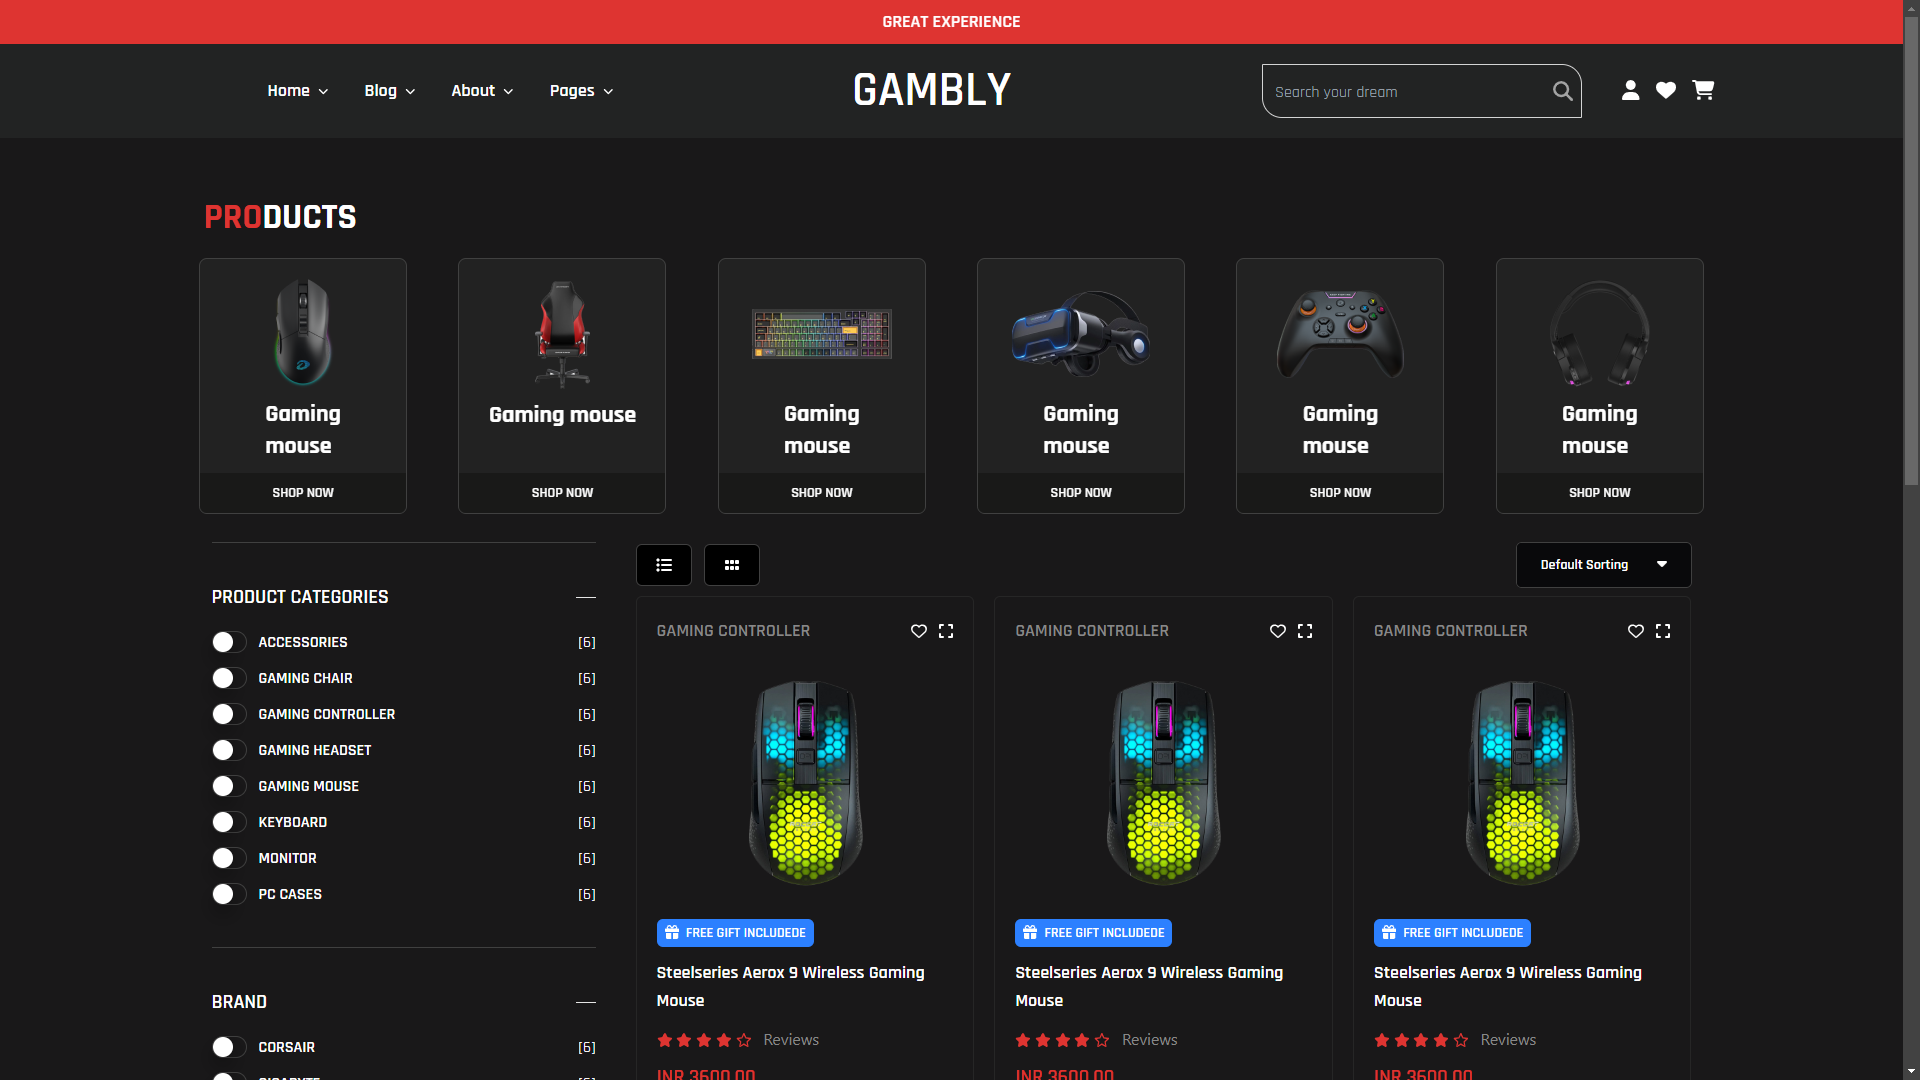 GREAT EXPERIENCE
Home Blog About Pages
GAMBLY
Search your dream
PRODUCTS
Gaming
mouse
SHOP NOW
Gaming mouse
SHOP NOW
Gaming
mouse
SHOP NOW
Gaming
mouse
SHOP NOW
Gaming
mouse
SHOP NOW
Gaming
mouse
SHOP NOW
PRODUCT CATEGORIES
ACCESSORIES [6]
GAMING CHAIR [6]
GAMING CONTROLLER [6]
GAMING HEADSET [6]
GAMING MOUSE [6]
KEYBOARD [6]
MONITOR [6]
PC CASES [6]
BRAND
CORSAIR [6]
GIGABYTE [6]
Default Sorting
GAMING CONTROLLER
FREE GIFT INCLUDEDE
Steelseries Aerox 9 Wireless Gaming
Mouse
Reviews
INR 3600.00
GAMING CONTROLLER
FREE GIFT INCLUDEDE
Steelseries Aerox 9 Wireless Gaming
Mouse
Reviews
INR 3600.00
GAMING CONTROLLER
FREE GIFT INCLUDEDE
Steelseries Aerox 9 Wireless Gaming
Mouse
Reviews
INR 3600.00